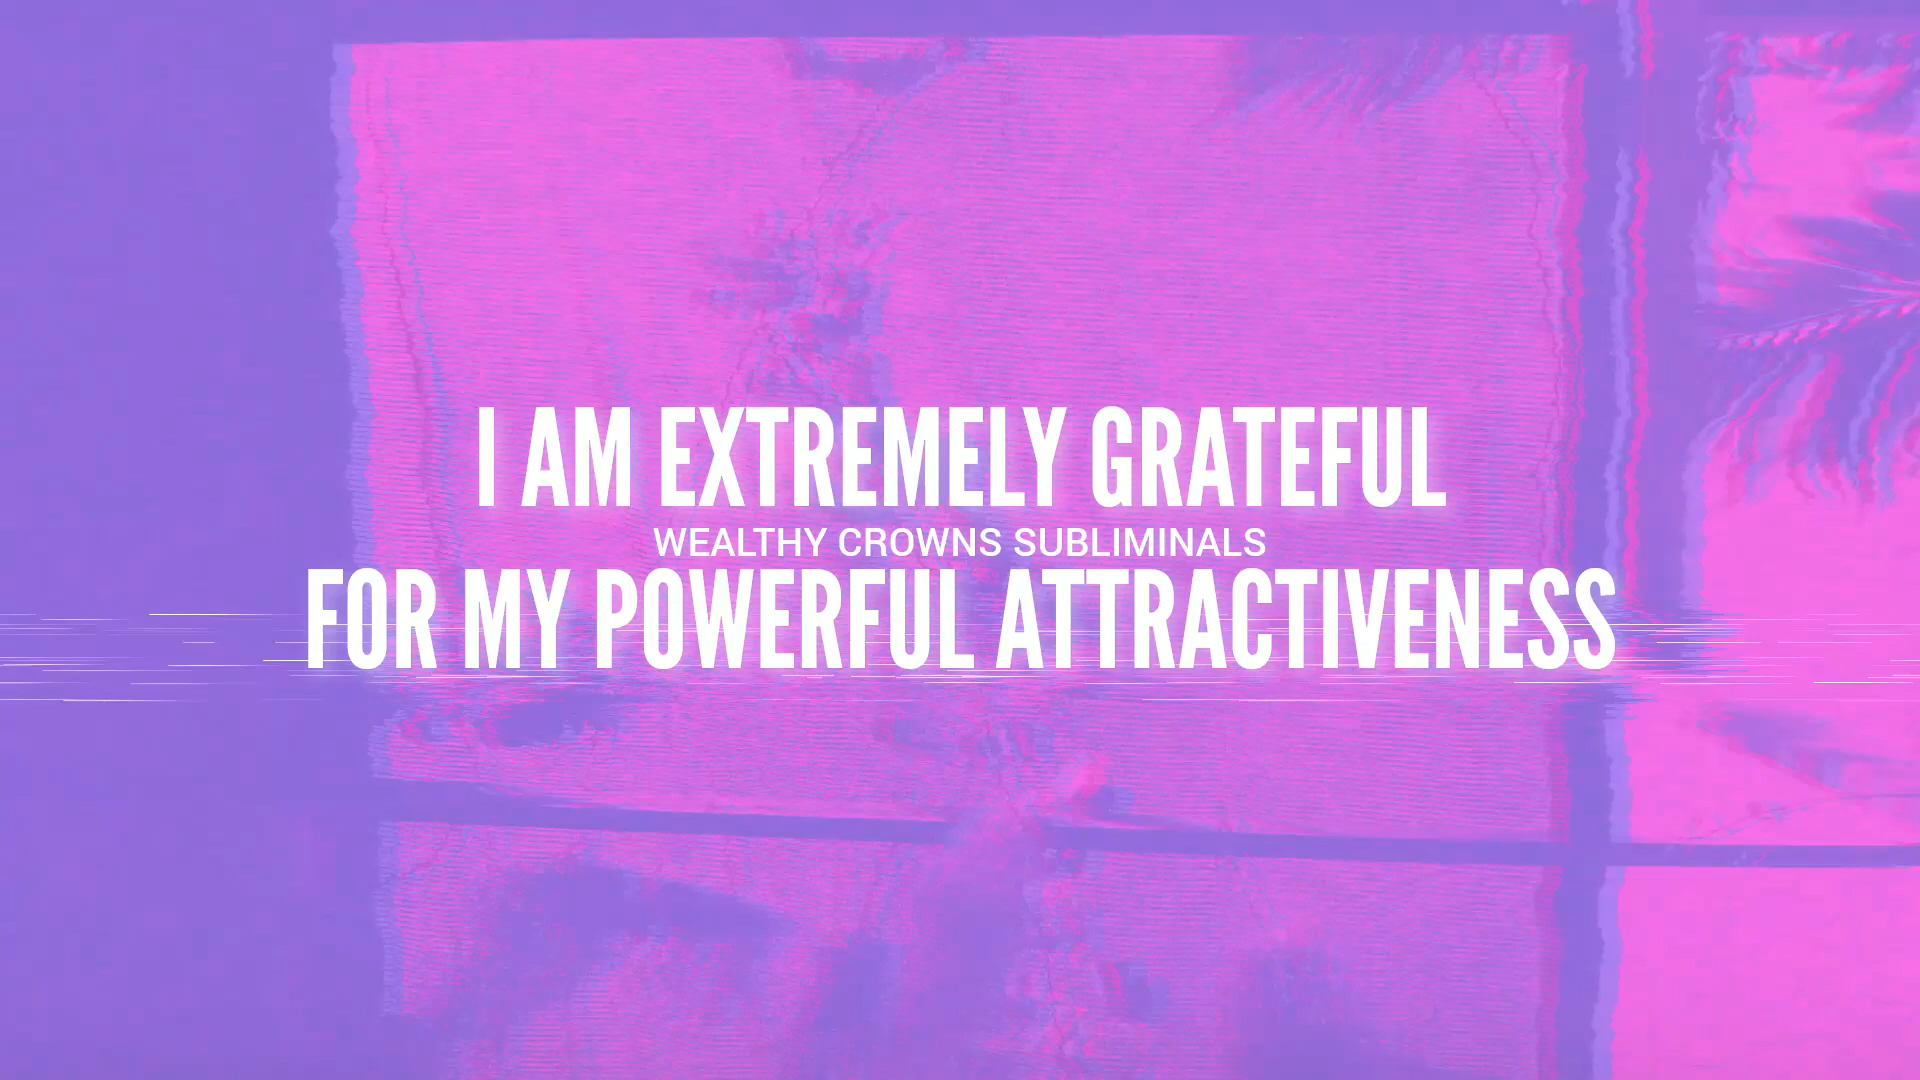 I AM EXTREMELY GRATEFUL
WEALTHY CROWNS SUBLIMINALS
FOR MY POWERFUL ATTRACTIVENESS